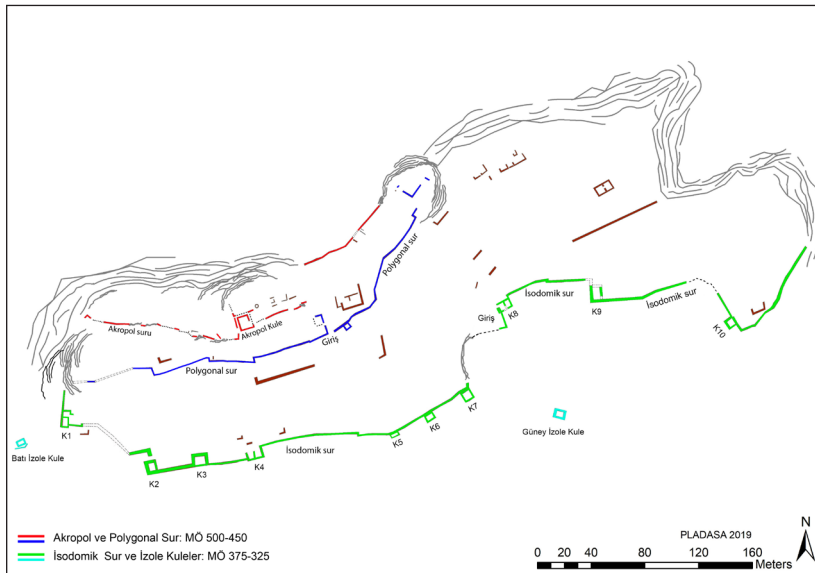 İsodomik sur
K8
Giriş
K9
İsodomik sur
K10
Polygonal sur
Akropol suru
Akropol Kule
Giriş
Polygonal sur
K1
Batı İzole Kule
K2
K3
K4
İsodomik sur
K5
K6
K7
Güney İzole Kule
Akropol ve Polygonal Sur: MÖ 500-450
İsodomik Sur ve İzole Kuleler: MÖ 375-325
PLADASA 2019
N
0 20 40 80 120 160
Meters